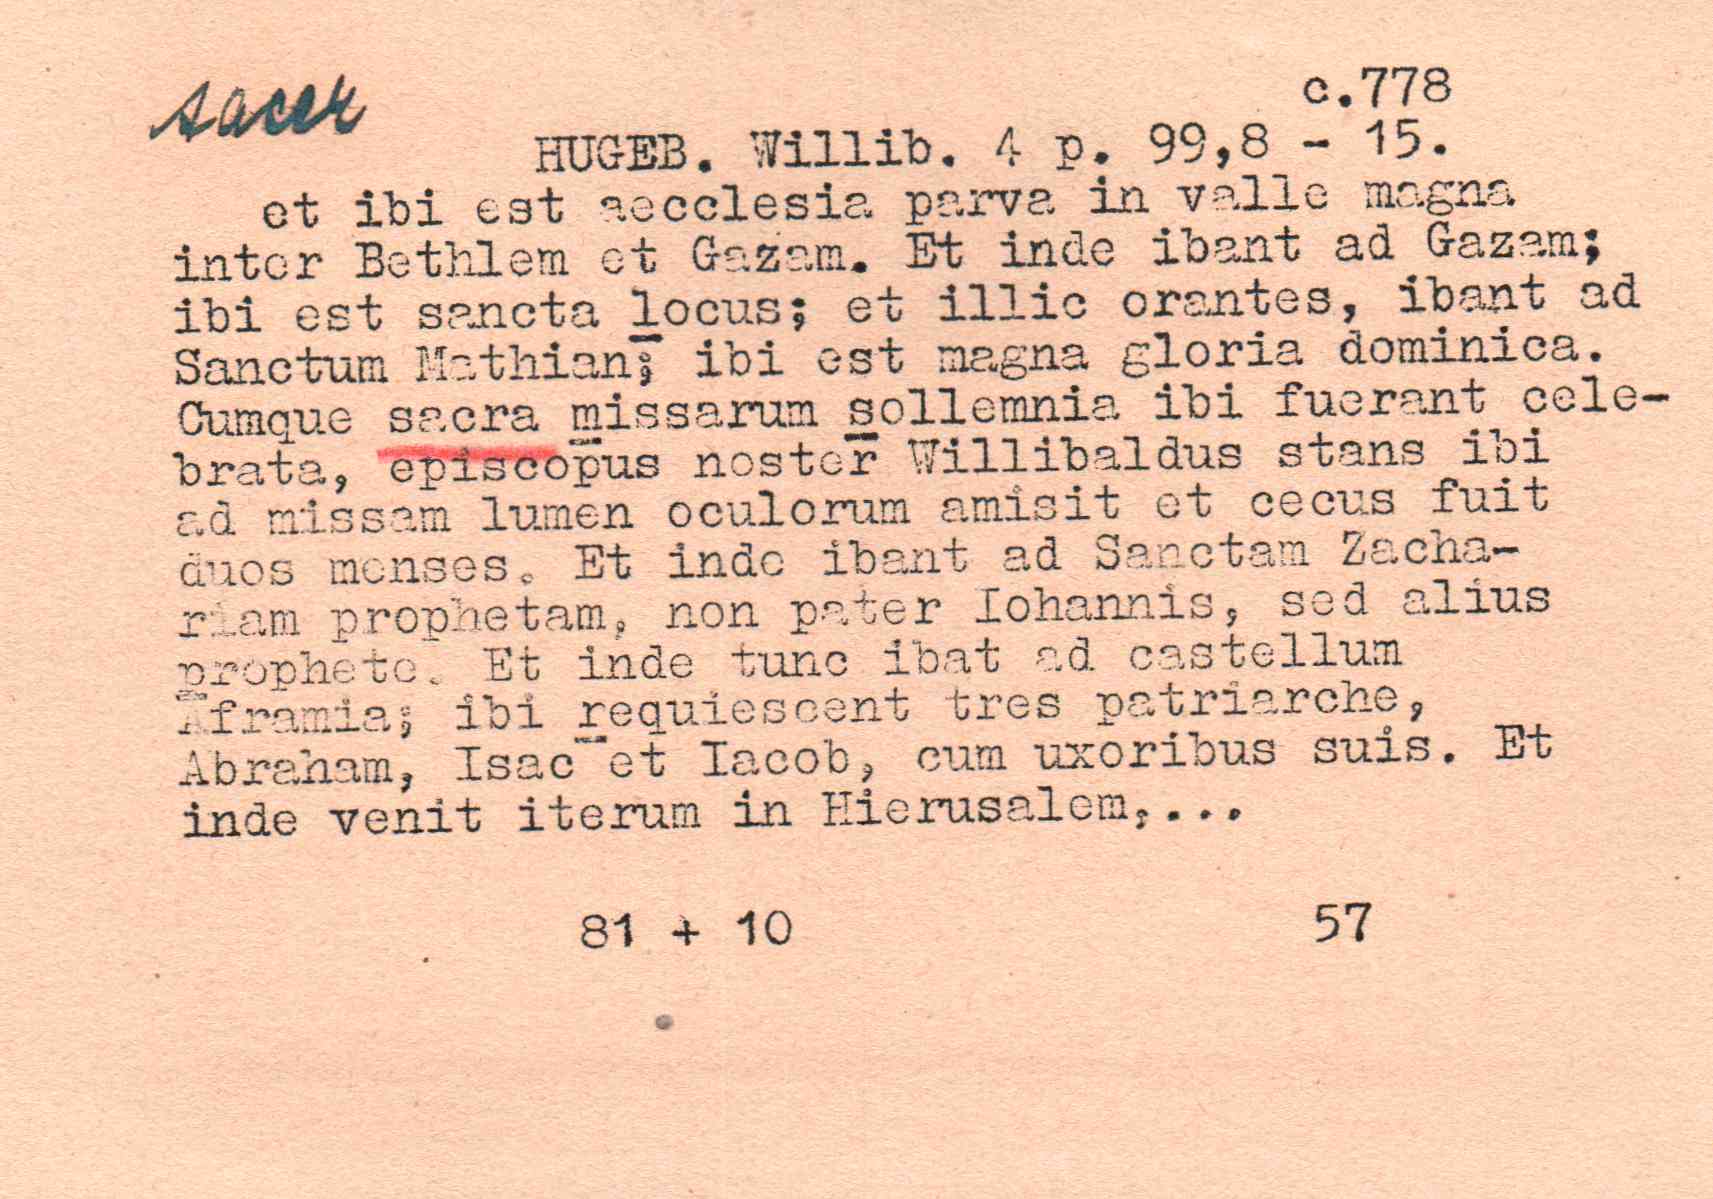 sacer
c.778
HUGEB. Willib. 4 p. 99,8 - 15.
et ibi est aecclesia parva in valle magna
inter Bethlem et Gazam. Et inde ibant ad Gazam;
ibi est sancta locus; et illic orantes, ibant ad
Sanctum Mathian; ibi est magna gloria dominica.
Cumque sacra missarum sollemnia ibi fuerant cele-
brata, episcopus noster Willibaldus stans ibi
ad missam lumen oculorum amisit et cecus fuit
duos menses. Et inde ibant ad Sanctam Zacha-
riam prophetam, non pater Iohannis, sed alius
prophete. Et inde tunc ibat ad castellum
Aframia; ibi requiescent tres patriarche,
Abraham, Isac et Iacob, cum uxoribus suis. Et
inde venit iterum in Hierusalem,...
81 + 10 57